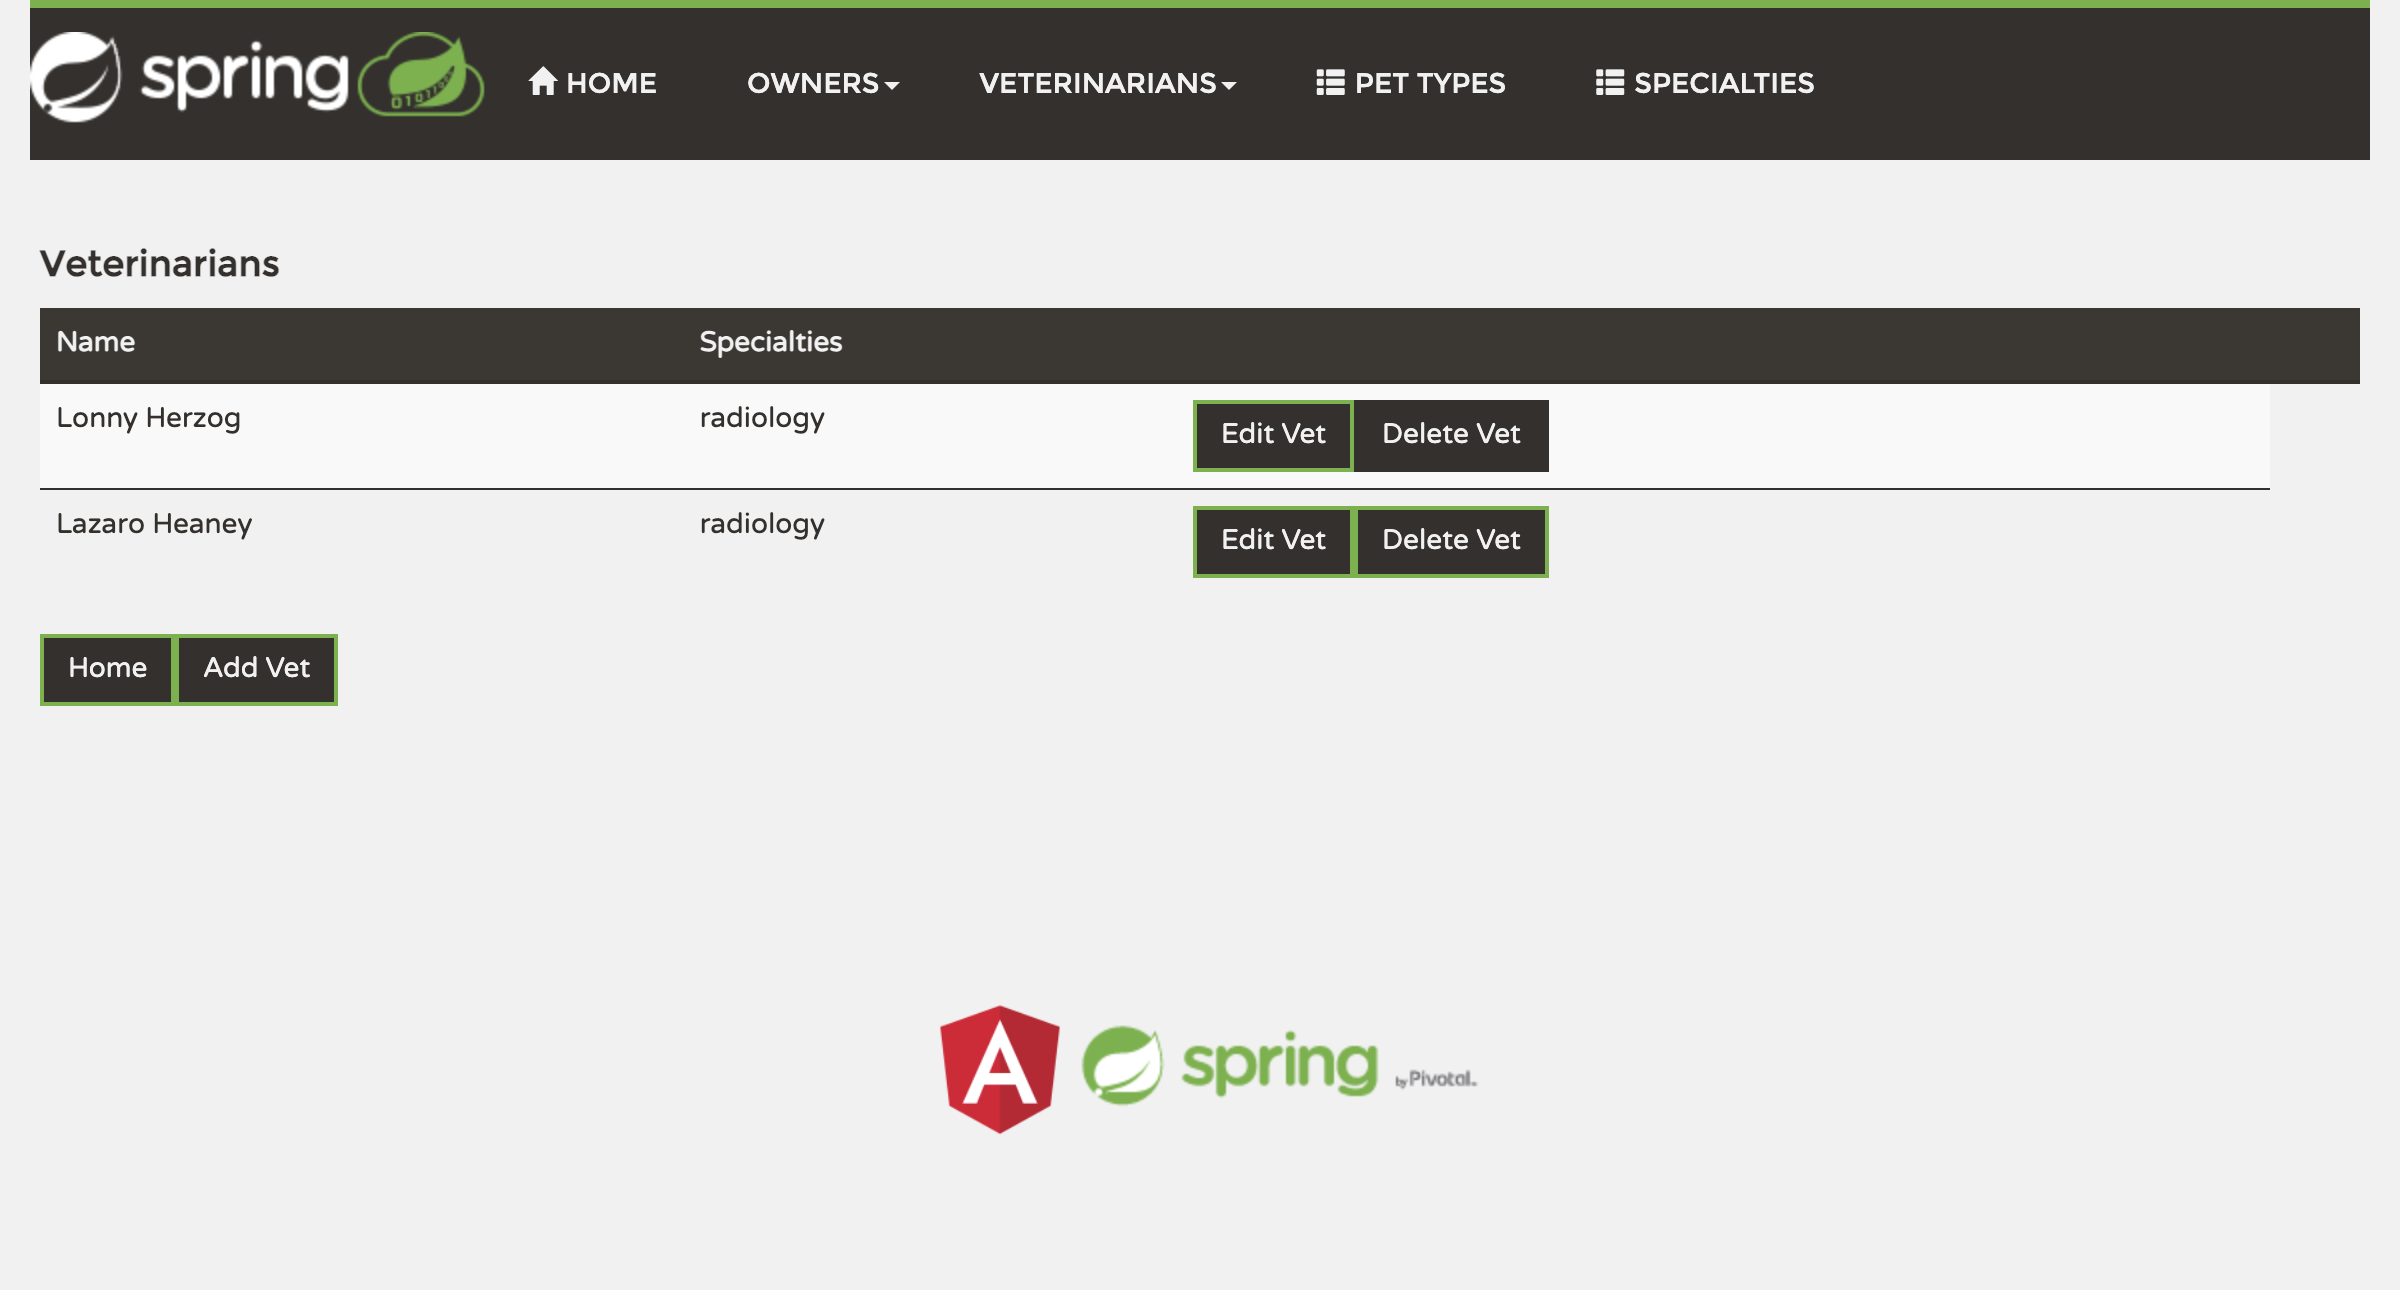 spring HOME OWNERS VETERINARIANS PET TYPES SPECIALTIES
Veterinarians
Name Specialties
Lonny Herzog radiology Edit Vet Delete Vet
Lazaro Heaney radiology Edit Vet Delete Vet
Home Add Vet
A spring by Pivotal